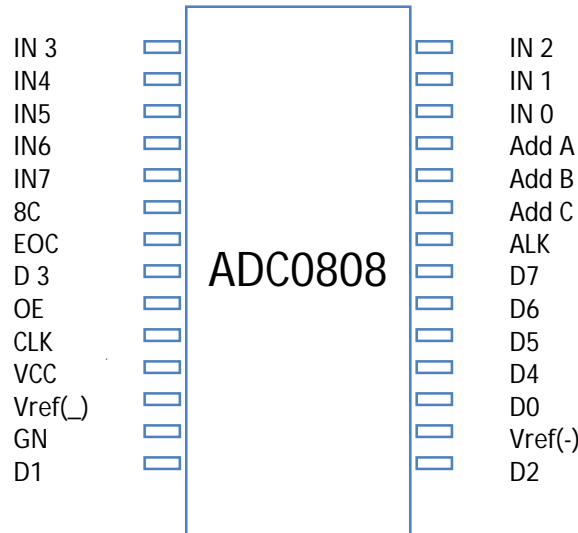 IN 3
IN4
IN5
IN6
IN7
8C
EOC
D 3
OE
CLK
VCC
Vref(_)
GN
D1
ADC0808
IN 2
IN 1
IN 0
Add A
Add B
Add C
ALK
D7
D6
D5
D4
D0
Vref(-)
D2